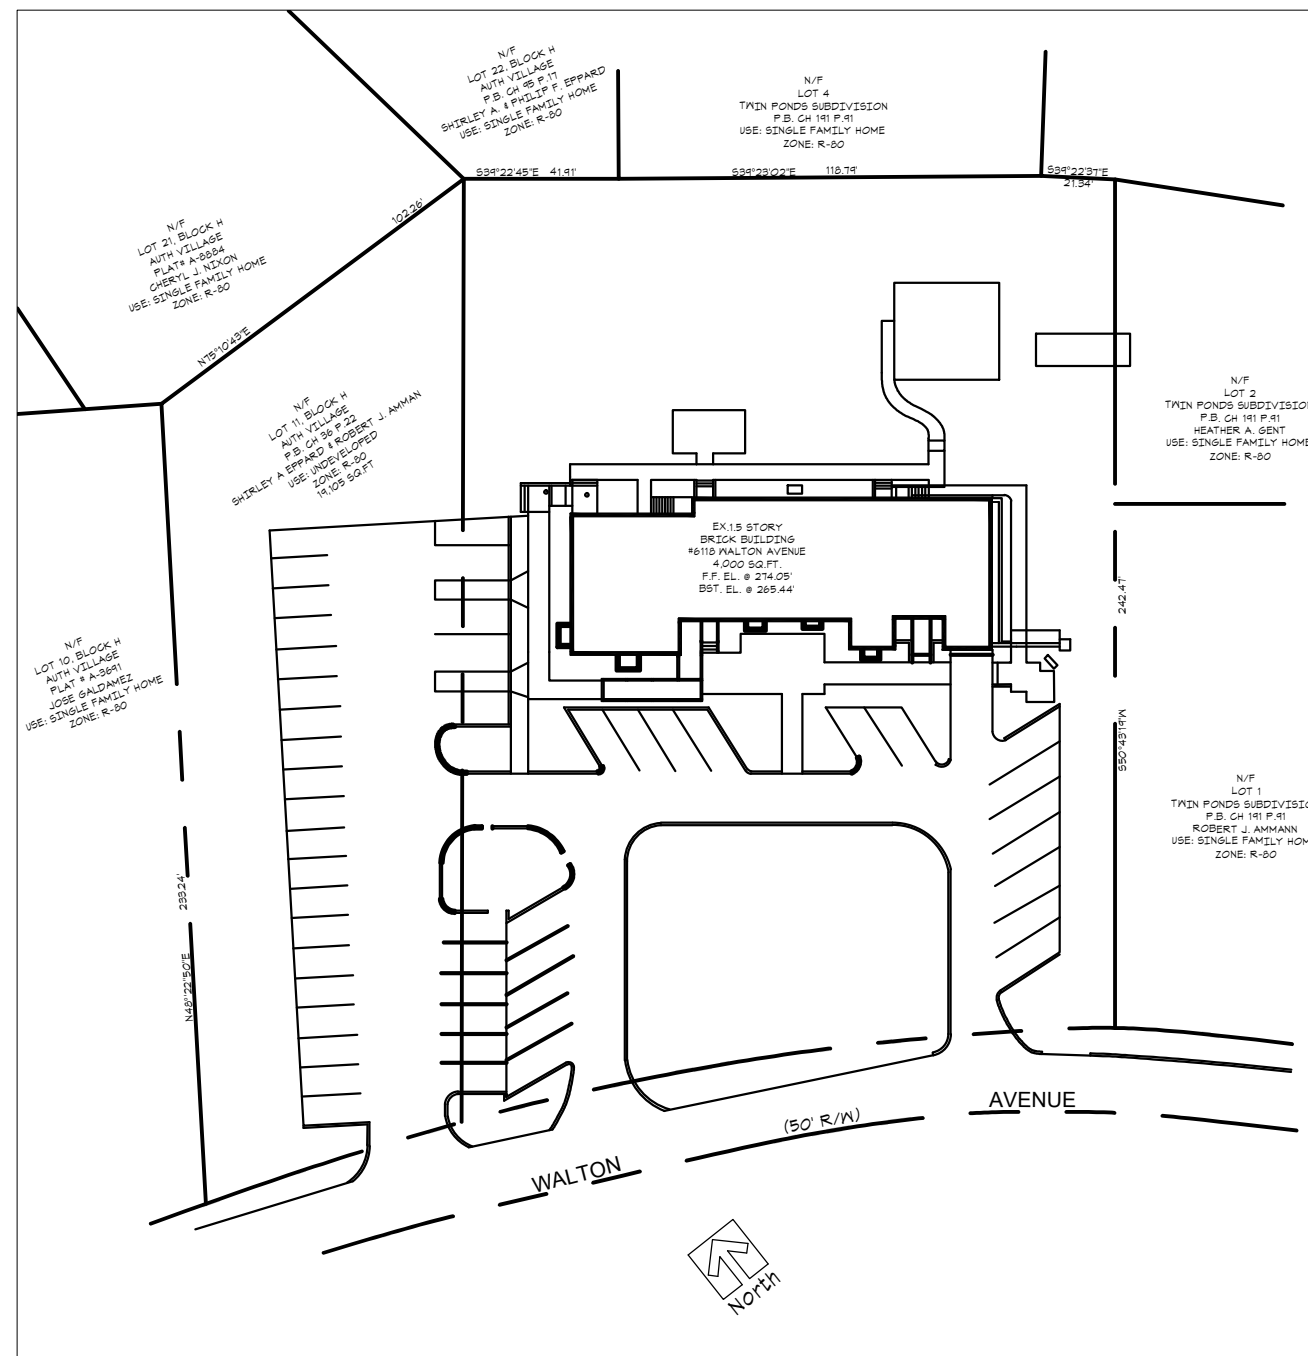 N/F
LOT 22, BLOCK H
AUTH VILLAGE
P.B. CH 95 P.17
SHIRLEY A. & PHILIP F. EPPARD
USE: SINGLE FAMILY HOME
ZONE: R-80
N/F
LOT 4
TWIN PONDS SUBDIVISION
P.B. CH 191 P.91
USE: SINGLE FAMILY HOME
ZONE: R-80
S39°22'45"E 41.91'
S39°23'02"E 118.79'
S39°22'37"E
21.34'
102.26'
N75°10'43"E
N/F
LOT 21, BLOCK H
AUTH VILLAGE
PLAT# A-8884
CHERYL J. NIXON
USE: SINGLE FAMILY HOME
ZONE: R-80
N/F
LOT 11, BLOCK H
AUTH VILLAGE
P.B. CH 36 P.22
SHIRLEY A EPPARD & ROBERT J. AMMAN
USE: UNDEVELOPED
ZONE: R-80
19,105 SQ.FT
N/F
LOT 2
TWIN PONDS SUBDIVISION
P.B. CH 191 P.91
HEATHER A. GENT
USE: SINGLE FAMILY HOME
ZONE: R-80
EX.1.5 STORY
BRICK BUILDING
#6118 WALTON AVENUE
4,000 SQ.FT.
F.F. EL. @ 274.05'
BST. EL. @ 265.44'
242.47'
S50°43'19"W
N/F
LOT 10, BLOCK H
AUTH VILLAGE
PLAT # A-3691
JOSE GALDAMEZ
USE: SINGLE FAMILY HOME
ZONE: R-80
N/F
LOT 1
TWIN PONDS SUBDIVISIO
P.B. CH 191 P.91
ROBERT J. AMMANN
USE: SINGLE FAMILY HOM
ZONE: R-80
233.24'
N48°22'50"E
WALTON
(50' R/W)
AVENUE
North